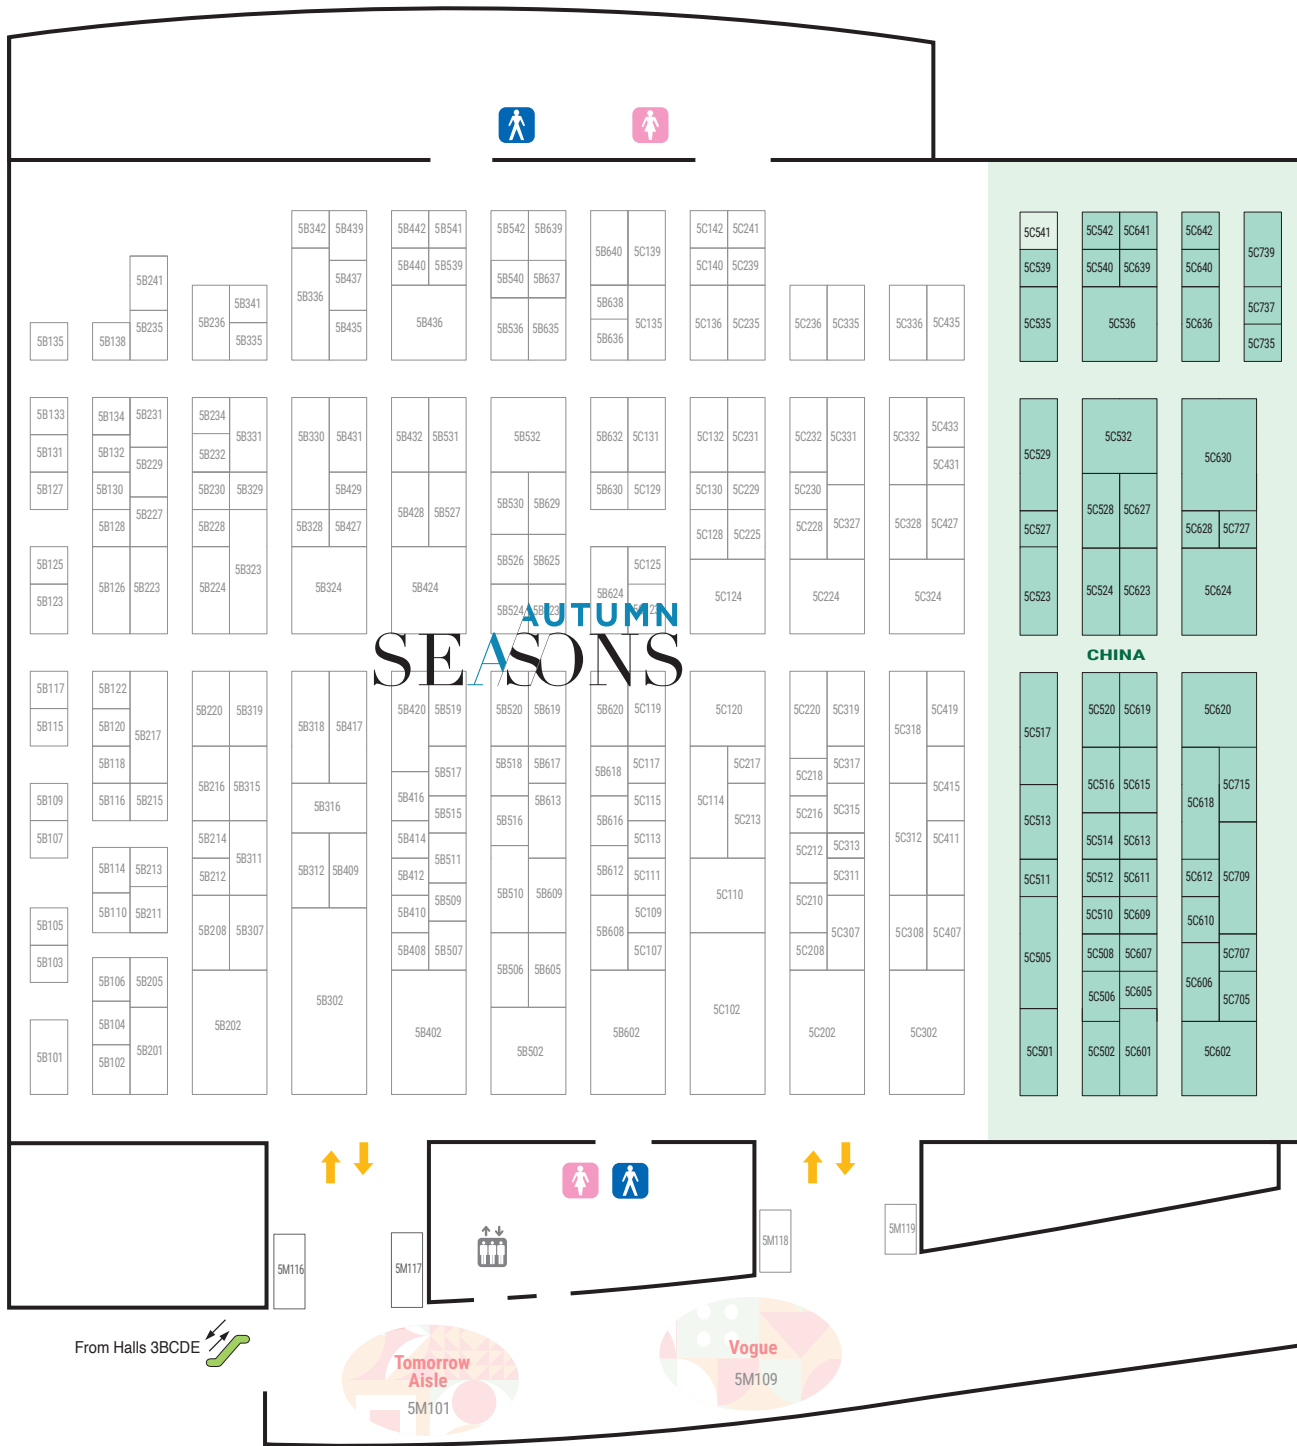 5B342 5B439 5B442 5B541 5B542 5B639 5B640 5C139 5C142 5C241 5C541 5C542 5C641 5C642 5C739
5B241 5B437 5B440 5B539 5B540 5B637 5C140 5C239 5C539 5C540 5C639 5C640
5B236 5B341 5B336 5B638 5C135 5C737
5B135 5B138 5B235 5B335 5B435 5B436 5B536 5B635 5B636 5C136 5C235 5C236 5C335 5C336 5C435 5C535 5C536 5C636 5C735
5B133 5B134 5B231 5B234 5B331 5B330 5B431 5B432 5B531 5B532 5B632 5C131 5C132 5C231 5C232 5C331 5C332 5C433 5C532
5B131 5B132 5B229 5B232 5C431 5C529 5C630
5B127 5B130 5B227 5B230 5B329 5B429 5B428 5B527 5B530 5B629 5B630 5C129 5C130 5C229 5C230 5C528 5C627
5B128 5B228 5B328 5B427 5C128 5C225 5C228 5C327 5C328 5C427 5C527 5C628 5C727
5B125 5B126 5B223 5B224 5B323 5B324 5B424 5B526 5B625 5C125
5B123 5B524 5B624 5C124 5C224 5C324 5C523 5C524 5C623 5C624
AUTUMN
SEASONS
CHINA
5B117 5B122 5B217 5B220 5B319 5B318 5B417 5B420 5B519 5B520 5B619 5B620 5C119 5C120 5C220 5C319 5C318 5C419 5C517 5C520 5C619 5C620
5B115 5B120
5B118 5B216 5B315 5B517 5B518 5B617 5B618 5C117 5C217 5C218 5C317 5C415 5C516 5C615 5C618 5C715
5B109 5B116 5B215 5B316 5B416 5B515 5B516 5B613 5B616 5C115 5C114 5C213 5C216 5C315 5C513
5B107 5B214 5B311 5B414 5C113 5C212 5C313 5C312 5C411 5C514 5C613
5B114 5B213 5B212 5B312 5B409 5B412 5B511 5B612 5C111 5C311 5C511 5C512 5C611 5C612 5C709
5B105 5B110 5B211 5B208 5B307 5B410 5B509 5B510 5B609 5B608 5C109 5C110 5C210 5C307 5C308 5C407 5C510 5C609 5C610
5B103 5B408 5B507 5C107 5C208 5C505 5C508 5C607 5C707
5B106 5B205 5B506 5B605 5C606
5B104 5B202 5B302 5C102 5C506 5C605 5C705
5B101 5B102 5B201 5B402 5B502 5B602 5C202 5C302 5C501 5C502 5C601 5C602
5M116 5M117 5M118 5M119
From Halls 3BCDE
Tomorrow
Aisle
5M101
Vogue
5M109